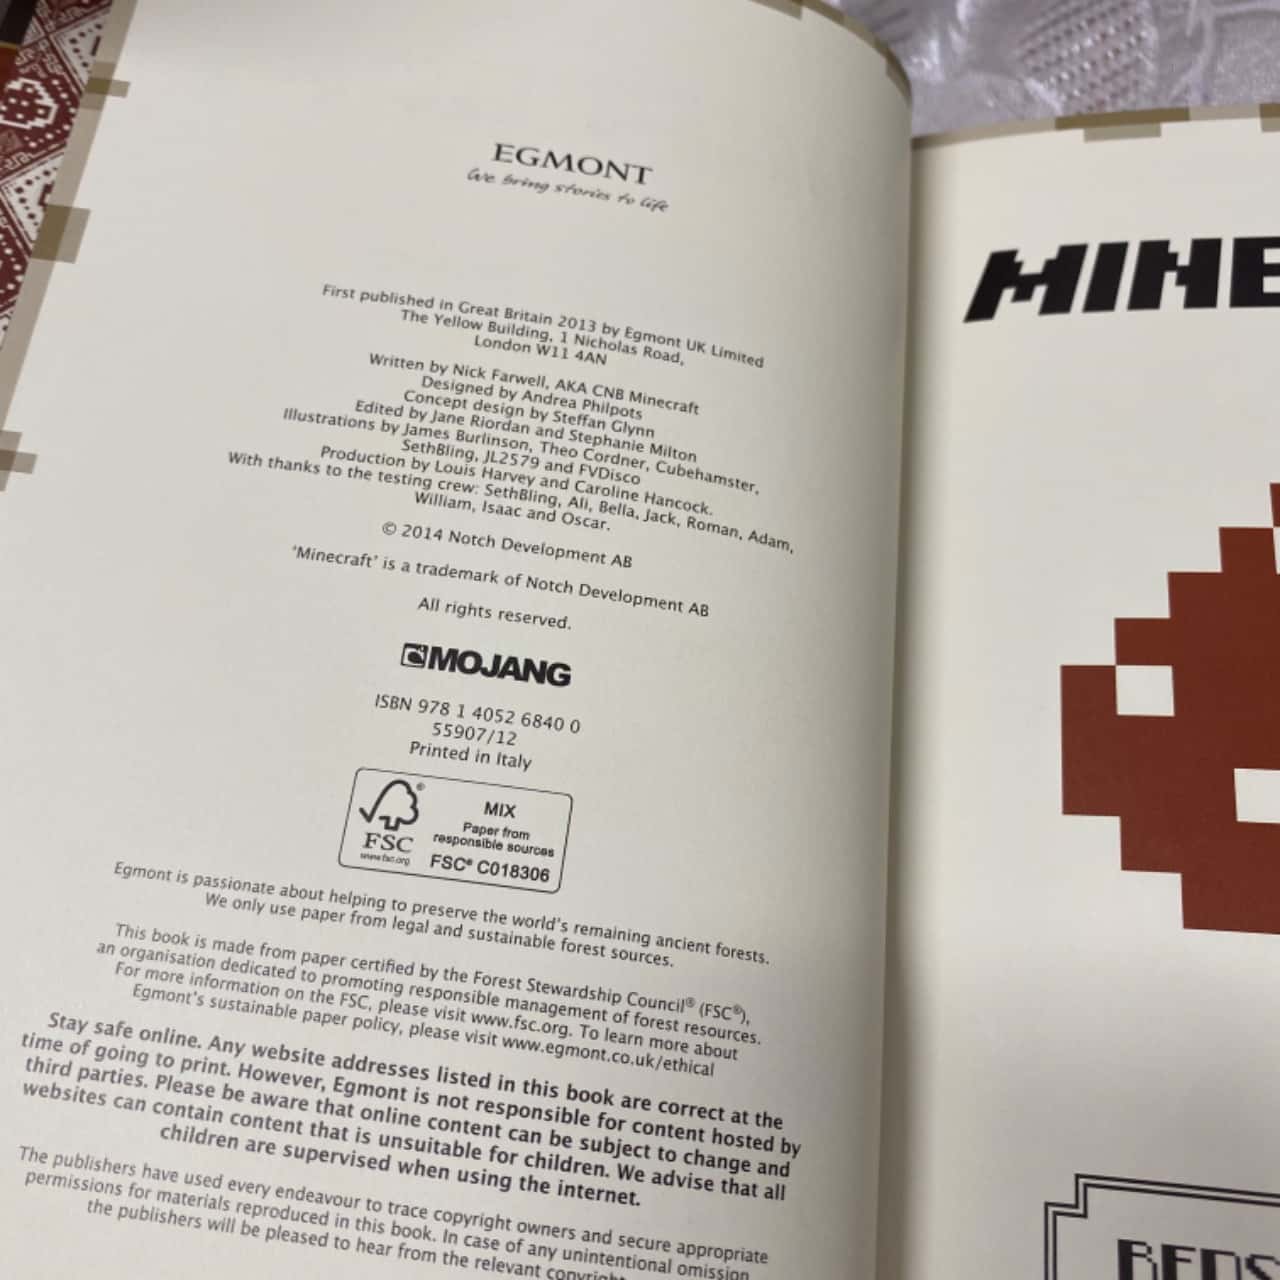 EGMONT
We bring stories to life
First published in Great Britain 2013 by Egmont UK Limited
The Yellow Building, 1 Nicholas Road,
London W11 4AN
Written by Nick Farwell, AKA CNB Minecraft
Designed by Andrea Philpots
Concept design by Steffan Glynn
Edited by Jane Riordan and Stephanie Milton
Illustrations by James Burlinson, Theo Cordner, Cubehamster,
SethBling, JL2579 and FVDisco
Production by Louis Harvey and Caroline Hancock.
With thanks to the testing crew: SethBling, Ali, Bella, Jack, Roman, Adam,
William, Isaac and Oscar.
© 2014 Notch Development AB
'Minecraft' is a trademark of Notch Development AB
All rights reserved.
MOJANG
ISBN 978 1 4052 6840 0
55907/12
Printed in Italy
FSC
www.fsc.org
MIX
Paper from
responsible sources
FSC® C018306
Egmont is passionate about helping to preserve the world's remaining ancient forests.
We only use paper from legal and sustainable forest sources.
This book is made from paper certified by the Forest Stewardship Council® (FSC®),
an organisation dedicated to promoting responsible management of forest resources.
For more information on the FSC, please visit www.fsc.org. To learn more about
Egmont's sustainable paper policy, please visit www.egmont.co.uk/ethical
Stay safe online. Any website addresses listed in this book are correct at the
time of going to print. However, Egmont is not responsible for content hosted by
third parties. Please be aware that online content can be subject to change and
websites can contain content that is unsuitable for children. We advise that all
children are supervised when using the internet.
The publishers have used every endeavour to trace copyright owners and secure appropriate
permissions for materials reproduced in this book. In case of any unintentional omission
the publishers will be pleased to hear from the relevant copyright
MINE
BEDS